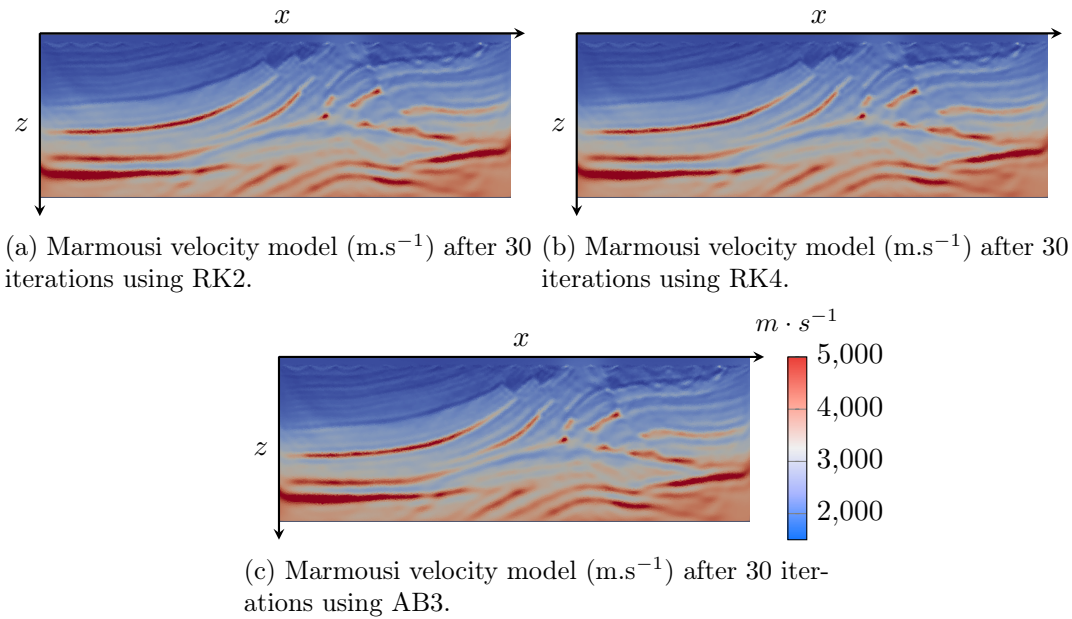 x
x
z
z
(a) Marmousi velocity model (m.s⁻¹) after 30
iterations using RK2.
(b) Marmousi velocity model (m.s⁻¹) after 30
iterations using RK4.
m · s⁻¹
x
z
5,000
4,000
3,000
2,000
(c) Marmousi velocity model (m.s⁻¹) after 30 iter-
ations using AB3.